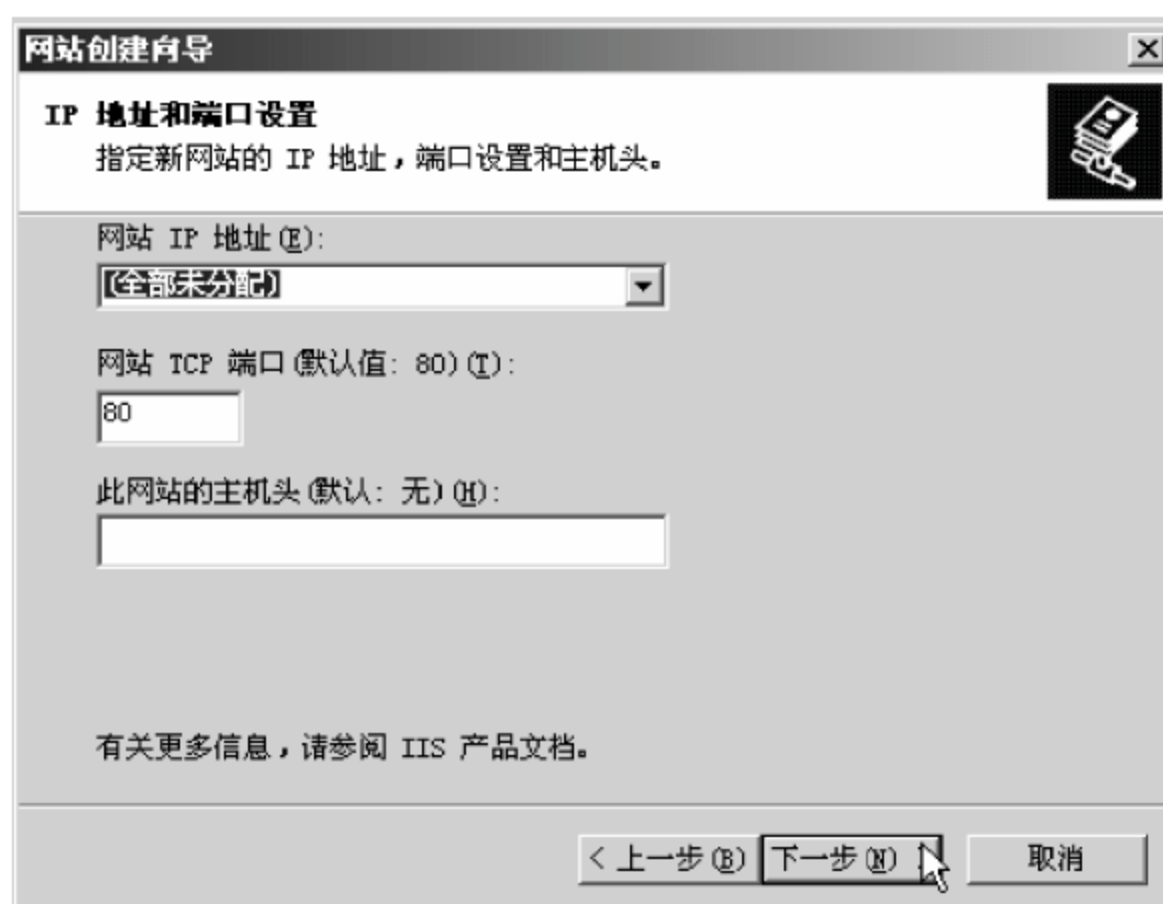 网站创建向导
IP 地址和端口设置
指定新网站的 IP 地址，端口设置和主机头。
网站 IP 地址(E):
(全部未分配)
网站 TCP 端口(默认值: 80)(T):
80
此网站的主机头(默认: 无)(H):
有关更多信息，请参阅 IIS 产品文档。
< 上一步(B) 下一步(N) > 取消